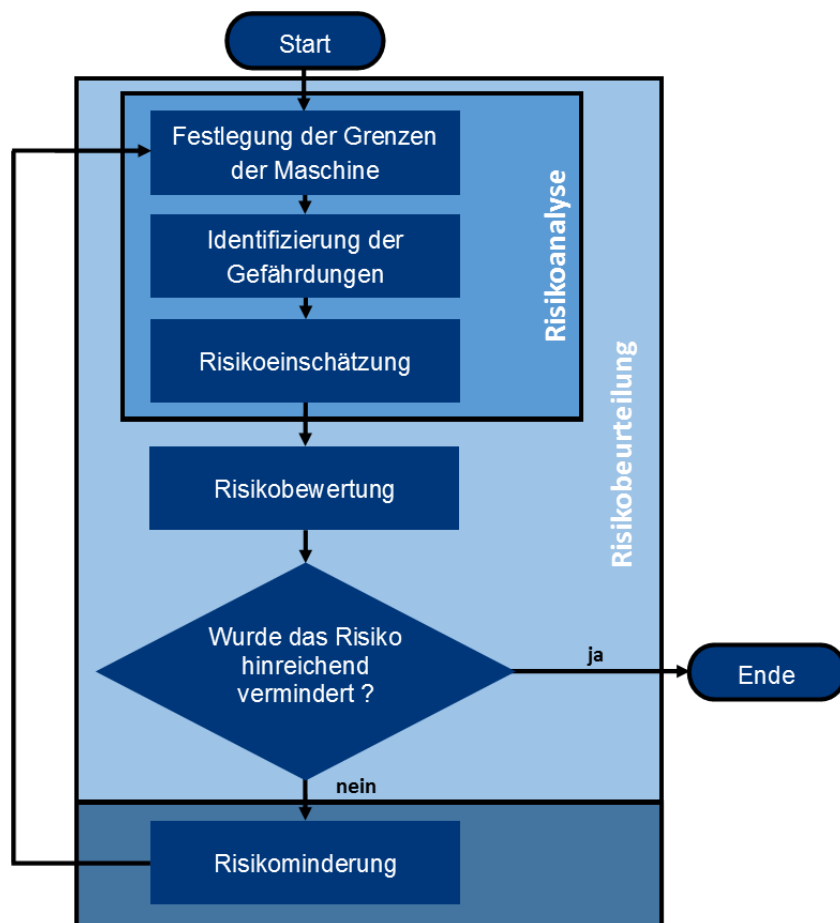 Start
Festlegung der Grenzen
der Maschine
Identifizierung der
Gefährdungen
Risikoeinschätzung
Risikoanalyse
Risikobewertung
Risikobeurteilung
Wurde das Risiko
hinreichend
vermindert ?
ja
Ende
nein
Risikominderung